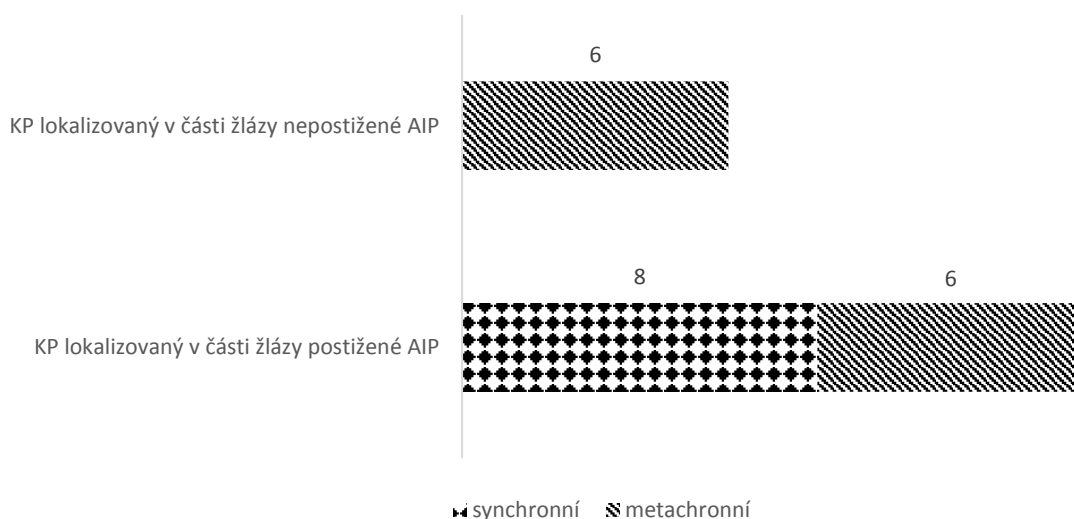 6
KP lokalizovaný v části žlázy nepostižené AIP
8 6
KP lokalizovaný v části žlázy postižené AIP
synchronní metachronní